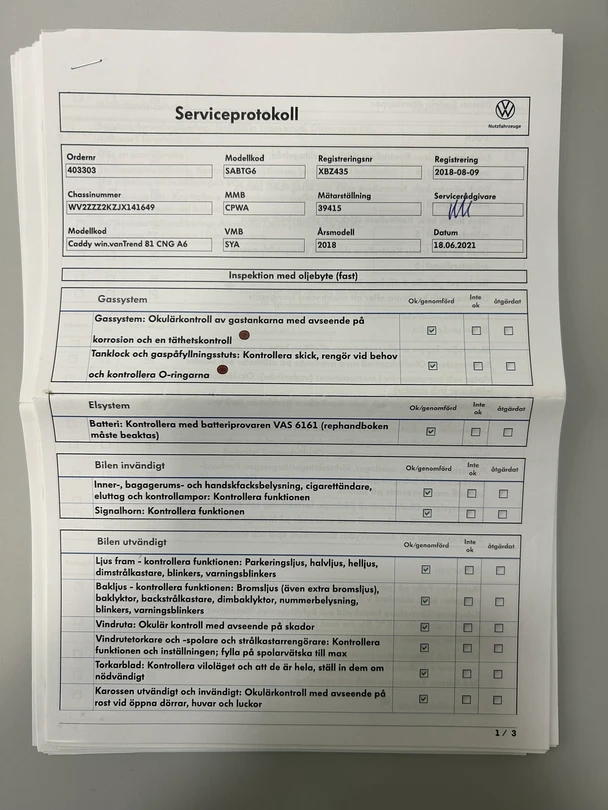 Serviceprotokoll
Nutzfahrzeuge
Ordernr Modellkod Registreringsnr Registrering
403303 SABTG6 XBZ435 2018-08-09
Chassinummer MMB Mätarställning Servicerådgivare
WV2ZZZ2KZJX141649 CPWA 39415
Modellkod VMB Årsmodell Datum
Caddy win.vanTrend 81 CNG A6 SYA 2018 18.06.2021
Inspektion med oljebyte (fast)
Gassystem Ok/genomförd Inte ok åtgärdat
Gassystem: Okulärkontroll av gastankarna med avseende på
korrosion och en täthetskontroll
Tanklock och gaspåfyllningsstuts: Kontrollera skick, rengör vid behov
och kontrollera O-ringarna
Elsystem Ok/genomförd Inte ok åtgärdat
Batteri: Kontrollera med batteriprovaren VAS 6161 (rephandboken
måste beaktas)
Bilen invändigt Ok/genomförd Inte ok åtgärdat
Inner-, bagagerums- och handskfacksbelysning, cigarettändare,
eluttag och kontrollampor: Kontrollera funktionen
Signalhorn: Kontrollera funktionen
Bilen utvändigt Ok/genomförd Inte ok åtgärdat
Ljus fram - kontrollera funktionen: Parkeringsljus, halvljus, helljus,
dimstrålkastare, blinkers, varningsblinkers
Bakljus - kontrollera funktionen: Bromsljus (även extra bromsljus),
baklyktor, backstrålkastare, dimbaklyktor, nummerbelysning,
blinkers, varningsblinkers
Vindruta: Okulär kontroll med avseende på skador
Vindrutetorkare och -spolare och strålkastarrengörare: Kontrollera
funktionen och inställningen; fylla på spolarvätska till max
Torkarblad: Kontrollera viloläget och att de är hela, ställ in dem om
nödvändigt
Karossen utvändigt och invändigt: Okulärkontroll med avseende på
rost vid öppna dörrar, huvar och luckor
1 / 3